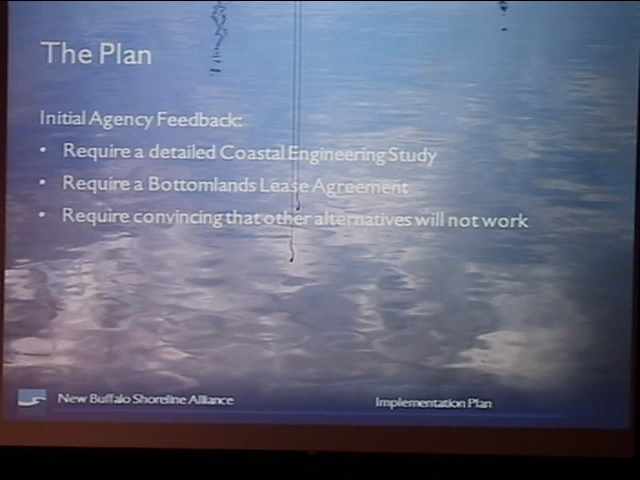 The Plan
Initial Agency Feedback:
• Require a detailed Coastal Engineering Study
• Require a Bottomlands Lease Agreement
• Require convincing that other alternatives will not work
New Buffalo Shoreline Alliance
Implementation Plan